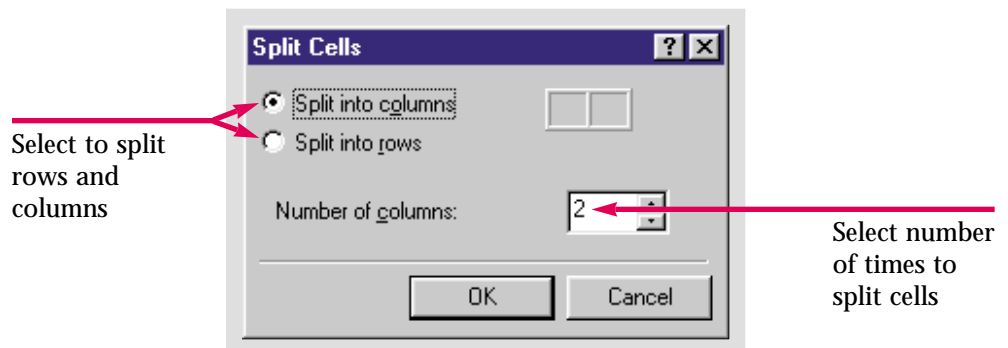 Split Cells
Split into columns
Split into rows
Number of columns:
2
OK
Cancel
Select to split
rows and
columns
Select number
of times to
split cells